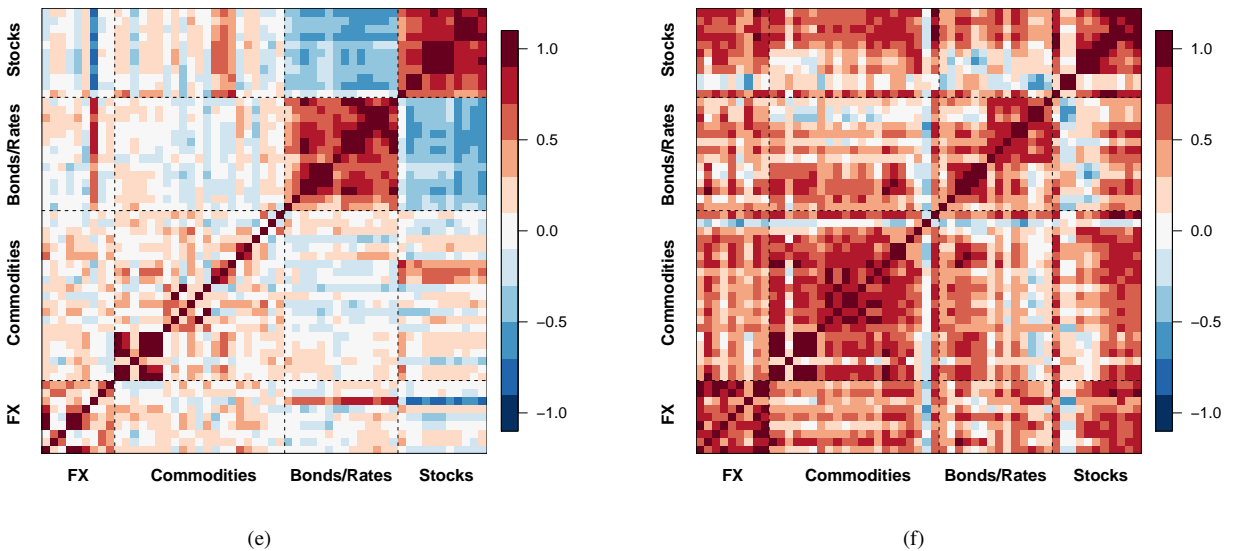 Stocks
Bonds/Rates
Commodities
FX
FX Commodities Bonds/Rates Stocks
1.0
0.5
0.0
−0.5
−1.0
(e)
Stocks
Bonds/Rates
Commodities
FX
FX Commodities Bonds/Rates Stocks
1.0
0.5
0.0
−0.5
−1.0
(f)